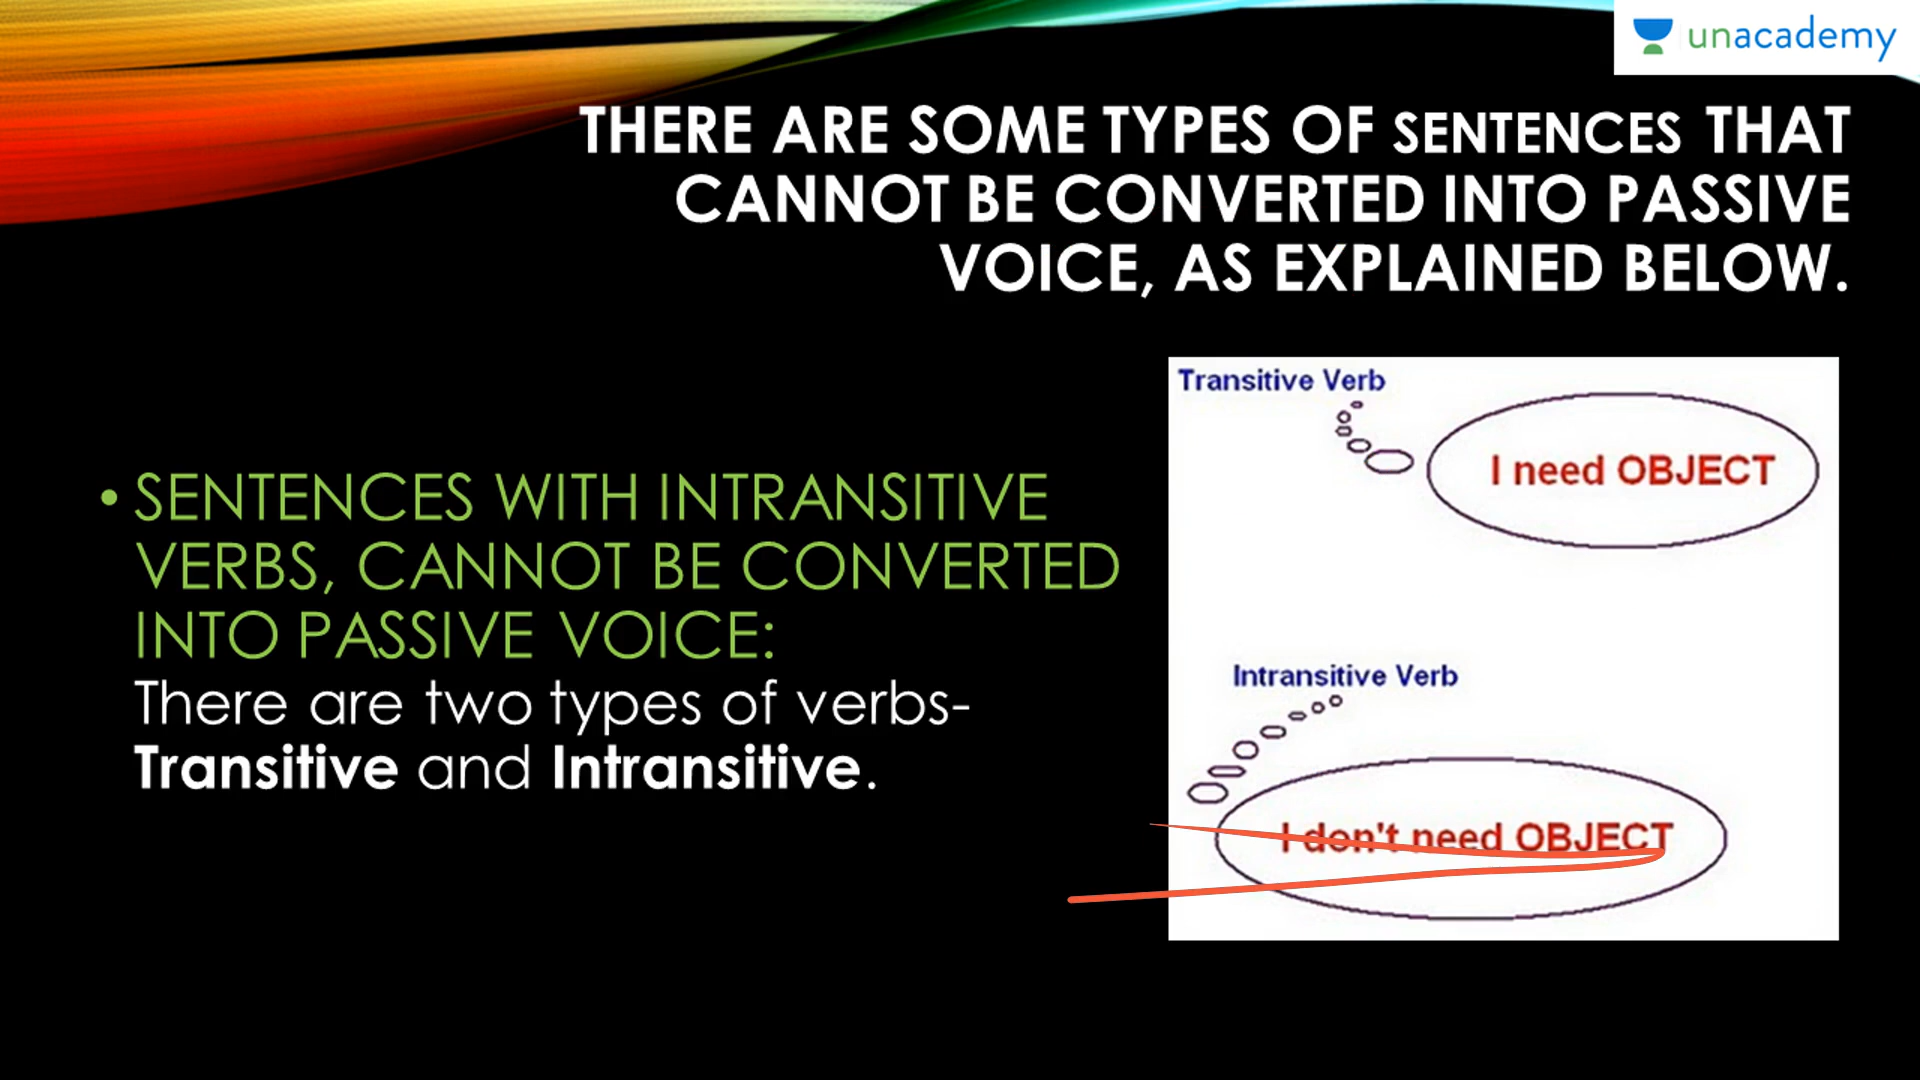 unacademy
THERE ARE SOME TYPES OF SENTENCES THAT
CANNOT BE CONVERTED INTO PASSIVE
VOICE, AS EXPLAINED BELOW.
• SENTENCES WITH INTRANSITIVE
VERBS, CANNOT BE CONVERTED
INTO PASSIVE VOICE:
There are two types of verbs-
Transitive and Intransitive.
Transitive Verb
I need OBJECT
Intransitive Verb
I don't need OBJECT